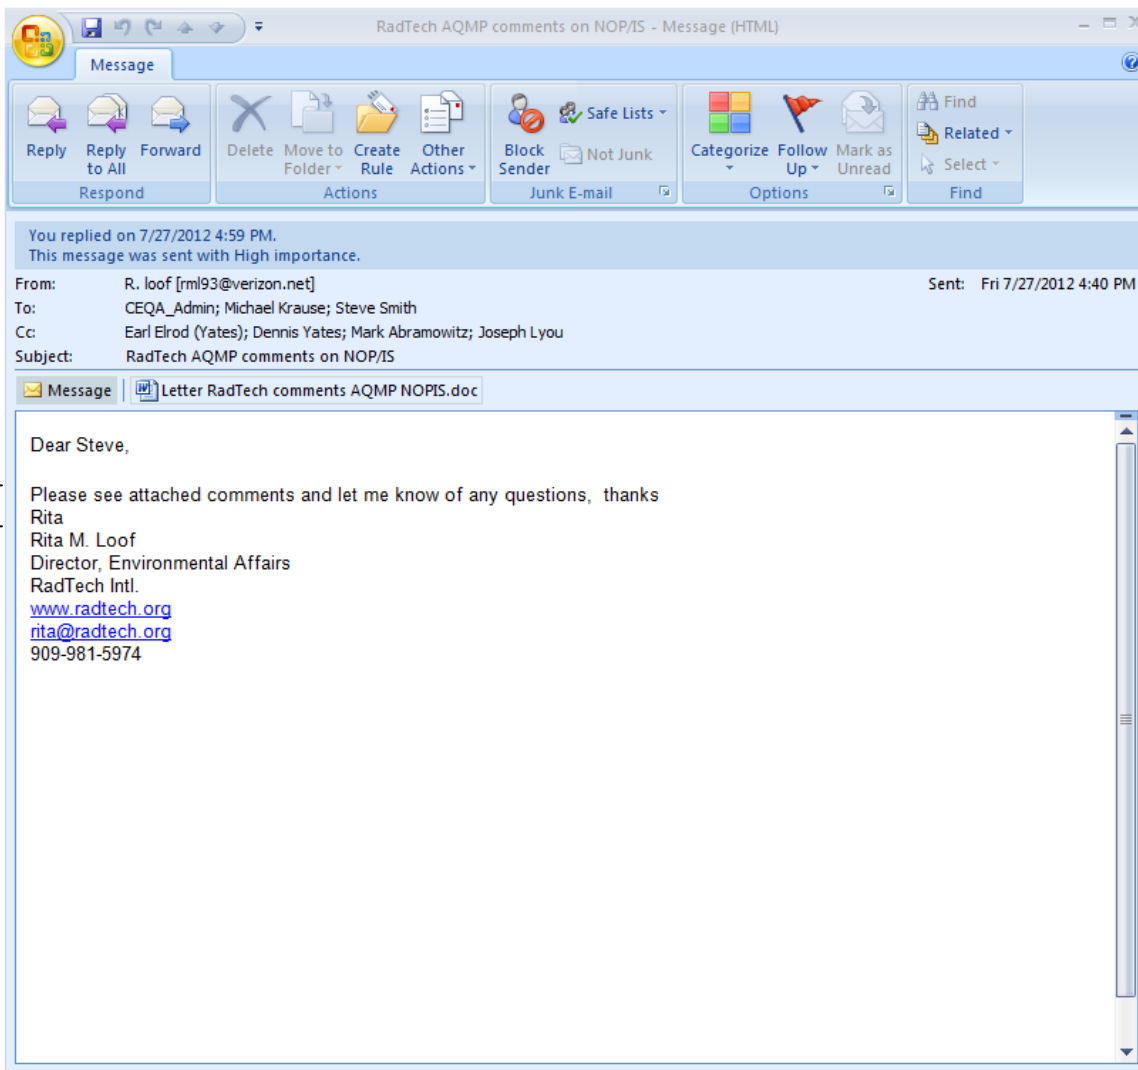 RadTech AQMP comments on NOP/IS - Message (HTML)
Message
Reply
Reply to All
Forward
Respond
Delete
Move to Folder
Create Rule
Other Actions
Actions
Block Sender
Safe Lists
Not Junk
Junk E-mail
Categorize
Follow Up
Mark as Unread
Options
Find
Related
Select
Find
You replied on 7/27/2012 4:59 PM.
This message was sent with High importance.
From: R. loof [rml93@verizon.net] Sent: Fri 7/27/2012 4:40 PM
To: CEQA_Admin; Michael Krause; Steve Smith
Cc: Earl Elrod (Yates); Dennis Yates; Mark Abramowitz; Joseph Lyou
Subject: RadTech AQMP comments on NOP/IS
Message Letter RadTech comments AQMP NOPIS.doc
Dear Steve,
Please see attached comments and let me know of any questions,  thanks
Rita
Rita M. Loof
Director, Environmental Affairs
RadTech Intl.
www.radtech.org
rita@radtech.org
909-981-5974